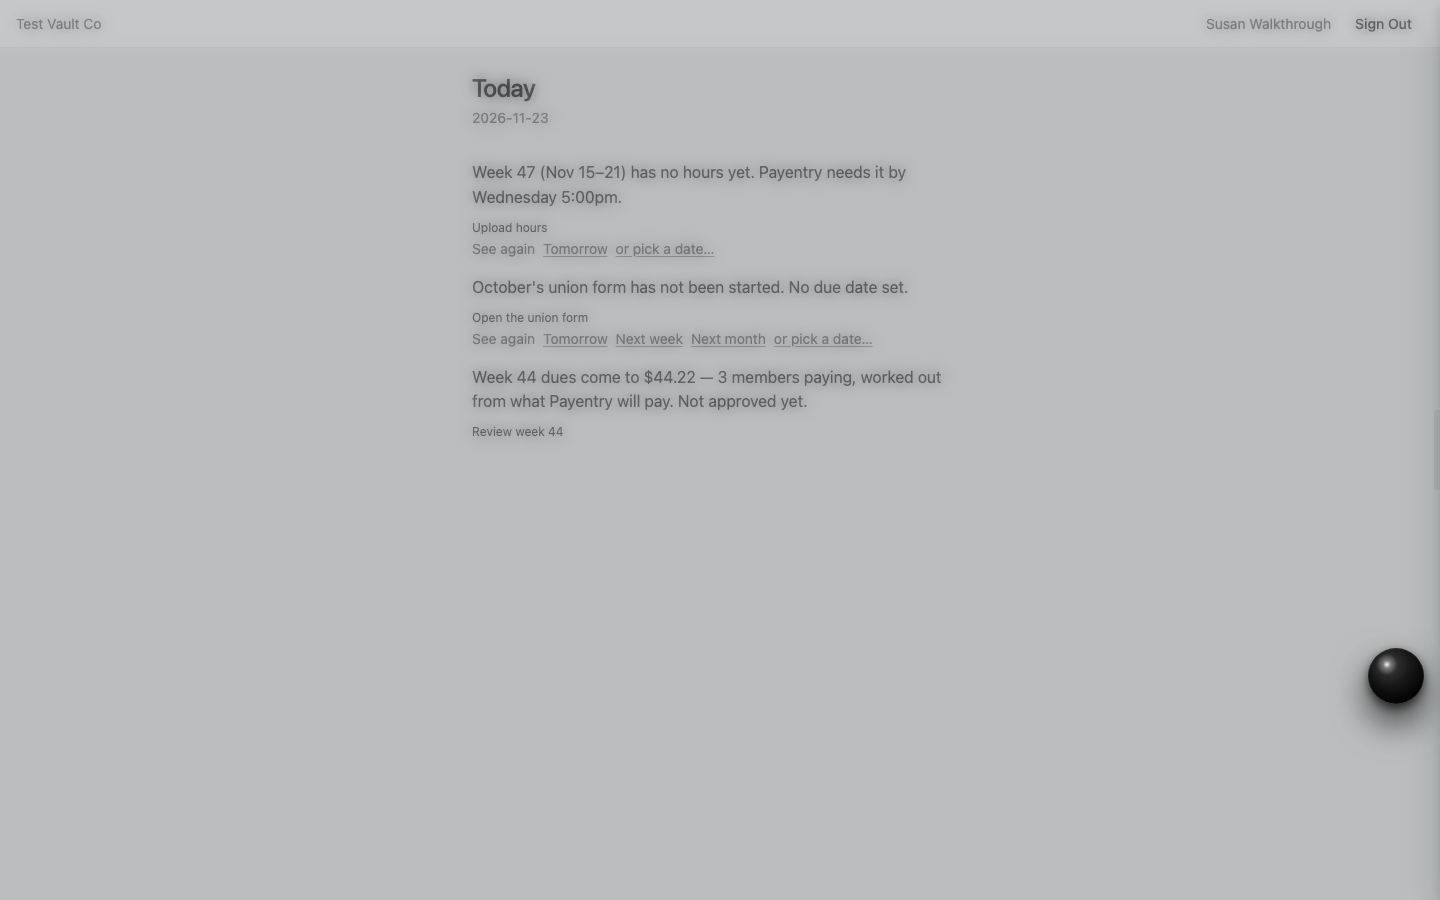 Test Vault Co
Susan Walkthrough
Sign Out
Today
2026-11-23
Week 47 (Nov 15–21) has no hours yet. Payentry needs it by
Wednesday 5:00pm.
Upload hours
See again Tomorrow or pick a date…
October's union form has not been started. No due date set.
Open the union form
See again Tomorrow Next week Next month or pick a date…
Week 44 dues come to $44.22 — 3 members paying, worked out
from what Payentry will pay. Not approved yet.
Review week 44